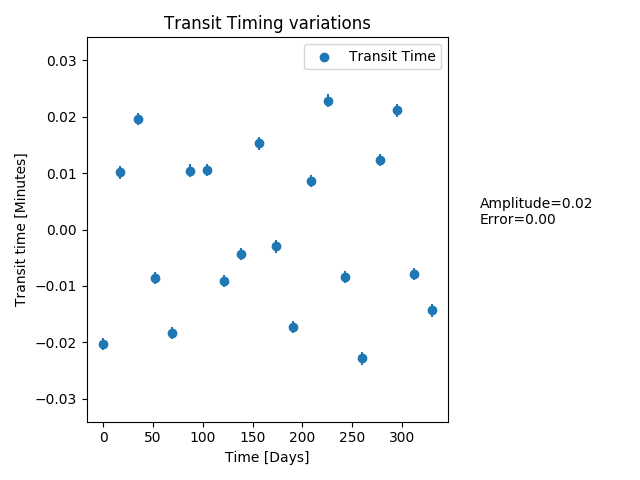 Transit Timing variations
Transit Time
Transit time [Minutes]
0.03
0.02
0.01
0.00
−0.01
−0.02
−0.03
0
50
100
150
200
250
300
Time [Days]
Amplitude=0.02
Error=0.00